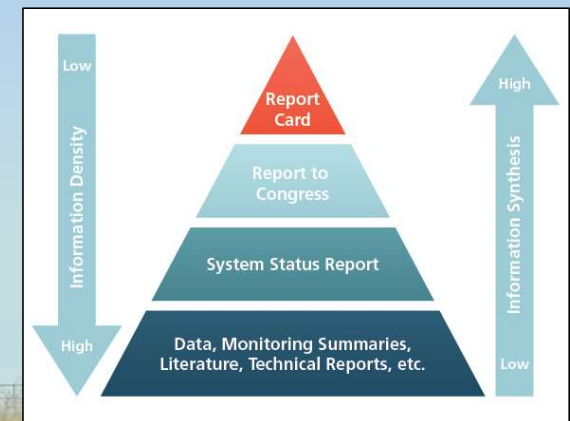 Low
Information Density
High
Report
Card
Report to
Congress
System Status Report
Data, Monitoring Summaries,
Literature, Technical Reports, etc.
High
Information Synthesis
Low